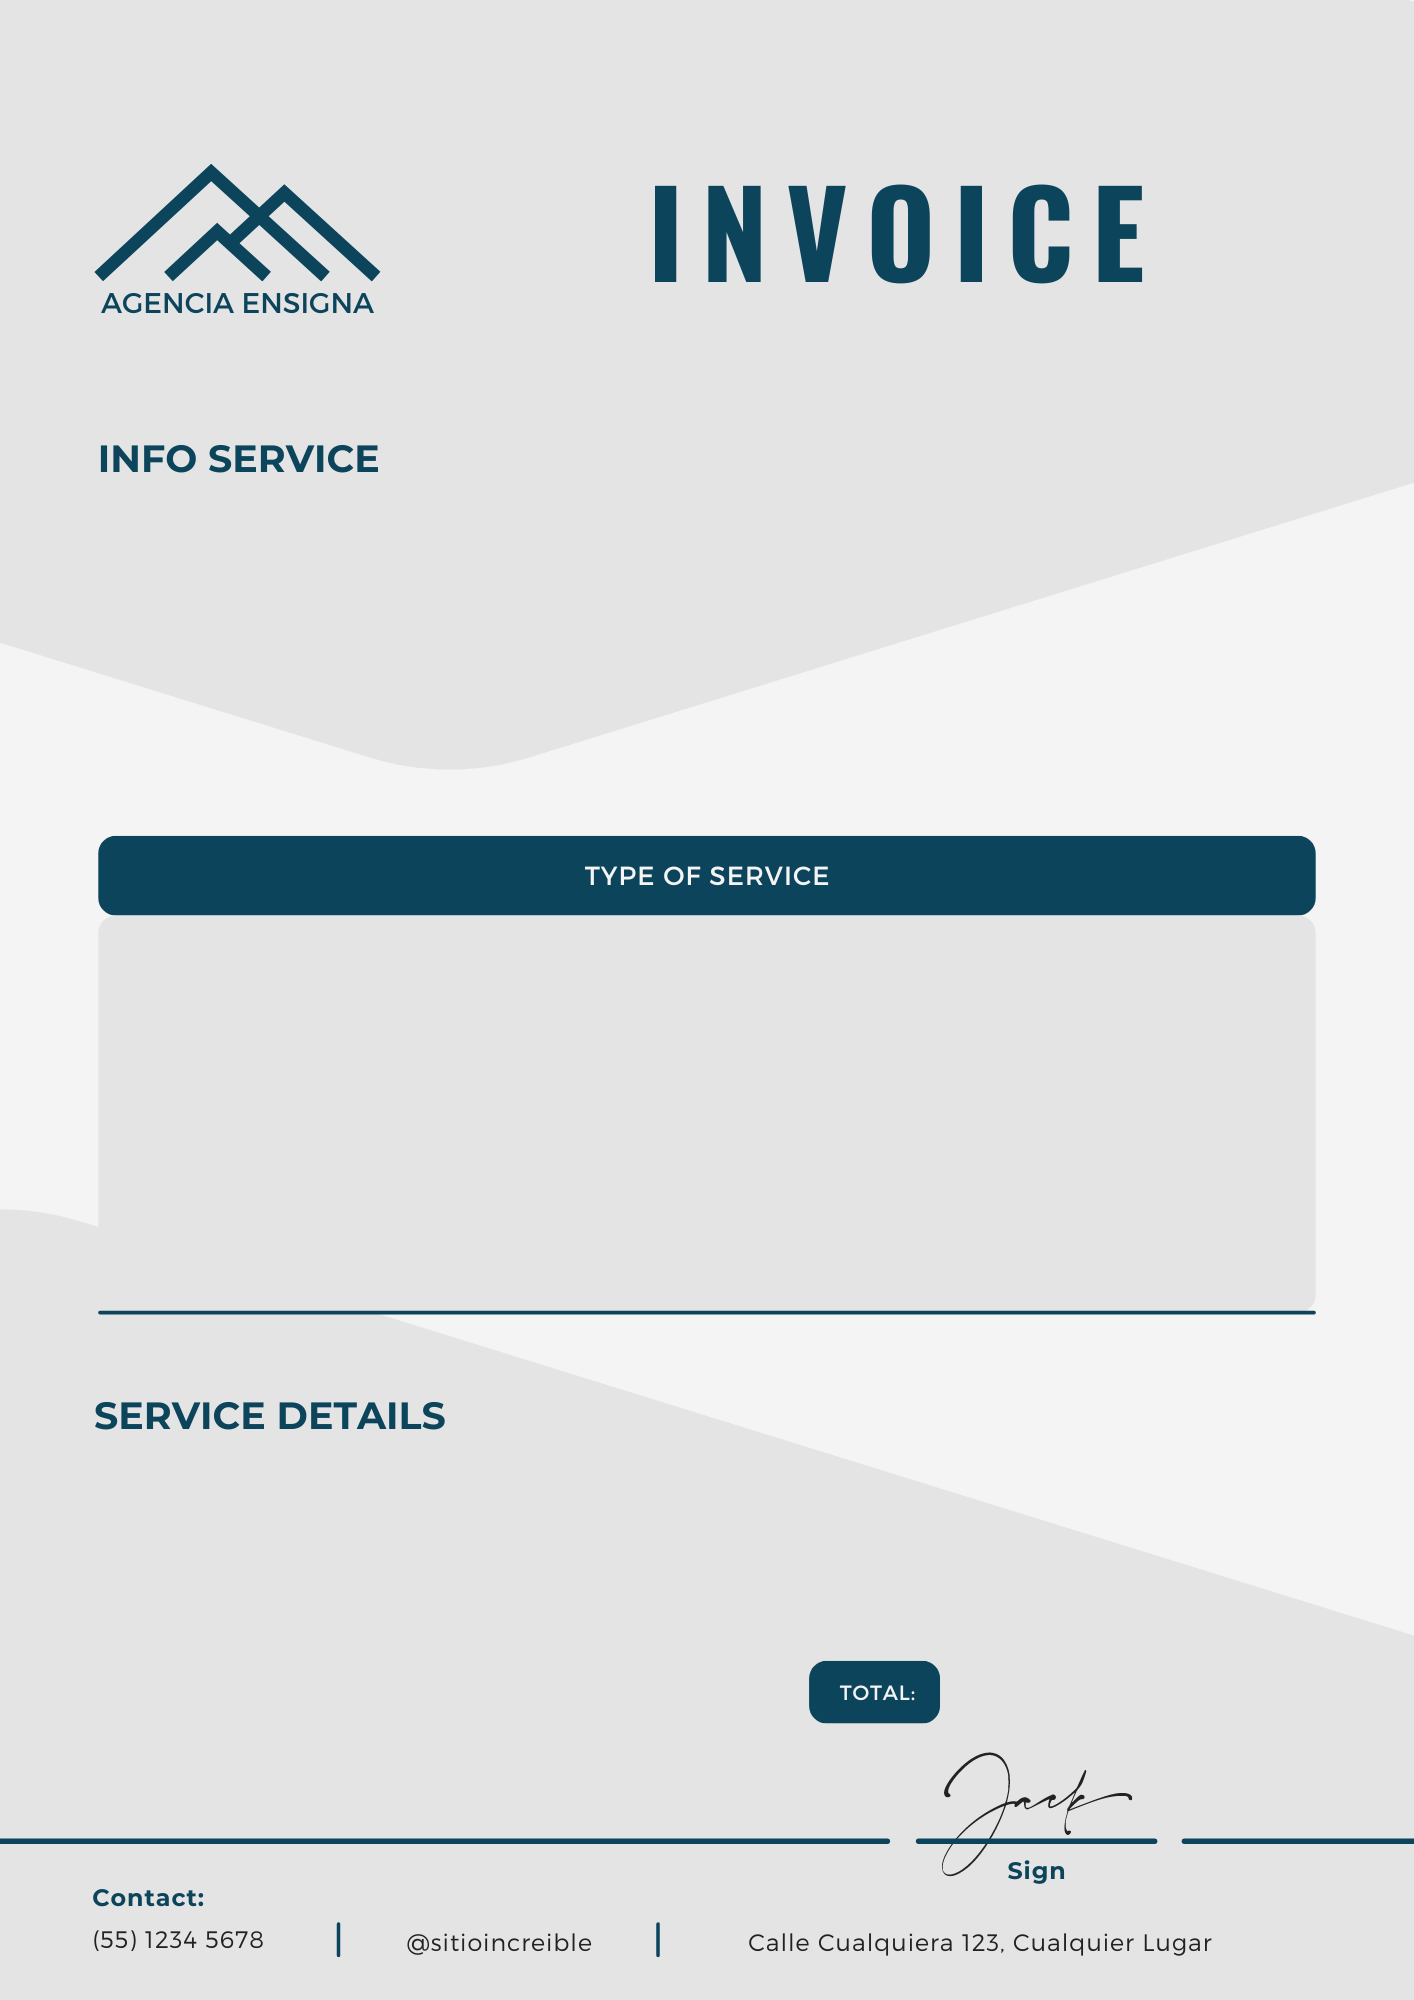 INVOICE
AGENCIA ENSIGNA
INFO SERVICE
TYPE OF SERVICE
SERVICE DETAILS
TOTAL:
Jack
Sign
Contact:
(55) 1234 5678
@sitioincreible
Calle Cualquiera 123, Cualquier Lugar